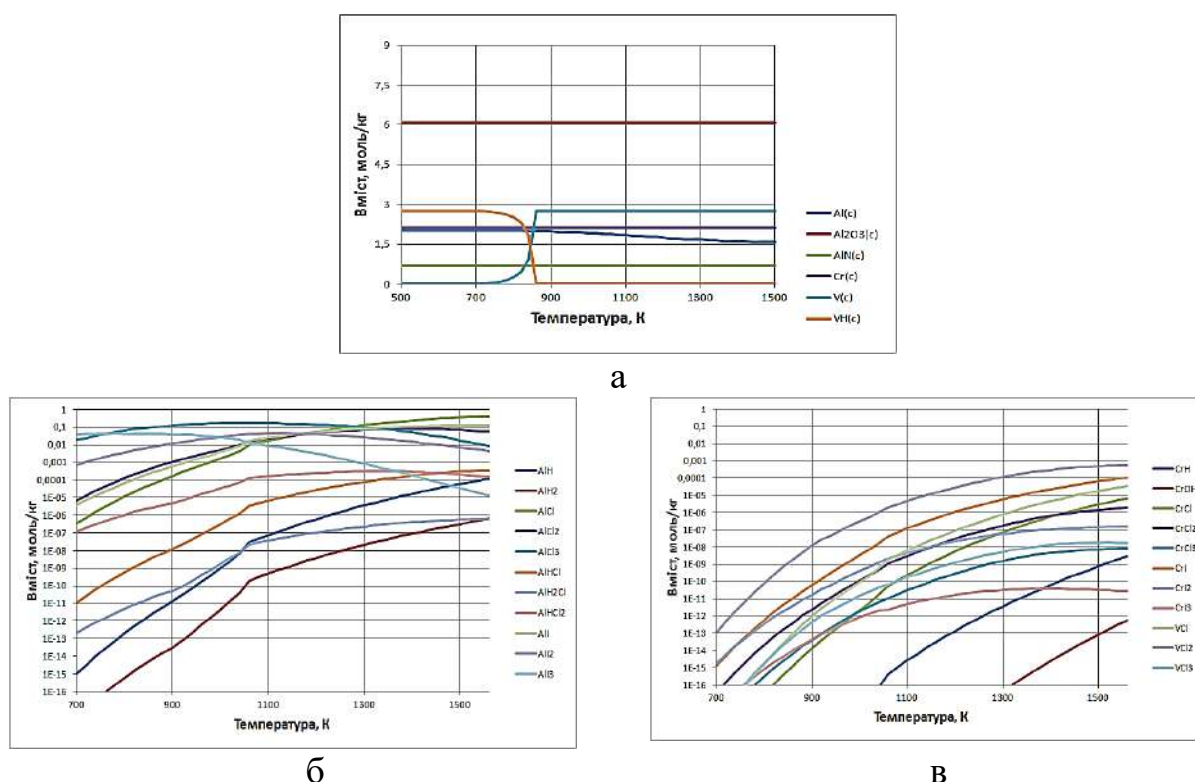 Вміст, моль/кг
9
7,5
6
4,5
3
1,5
0
500
700
900
1100
1300
1500
Температура, К
Al(c)
Al2O3(c)
AlN(c)
Cr(c)
V(c)
VH(c)
а
Вміст, моль/кг
1
0,1
0,01
0,001
0,0001
1E-05
1E-06
1E-07
1E-08
1E-09
1E-10
1E-11
1E-12
1E-13
1E-14
1E-15
1E-16
700
900
1100
1300
1500
Температура, К
AlH
AlH2
AlCl
AlCl2
AlCl3
AlHCl
AlH2Cl
AlHCl2
AlI
AlI2
AlI3
б
Вміст, моль/кг
1
0,1
0,01
0,001
0,0001
1E-05
1E-06
1E-07
1E-08
1E-09
1E-10
1E-11
1E-12
1E-13
1E-14
1E-15
1E-16
700
900
1100
1300
1500
Температура, К
CrH
CrOH
CrCl
CrCl2
CrCl3
CrI
CrI2
CrI3
VCl
VCl2
VCl3
в